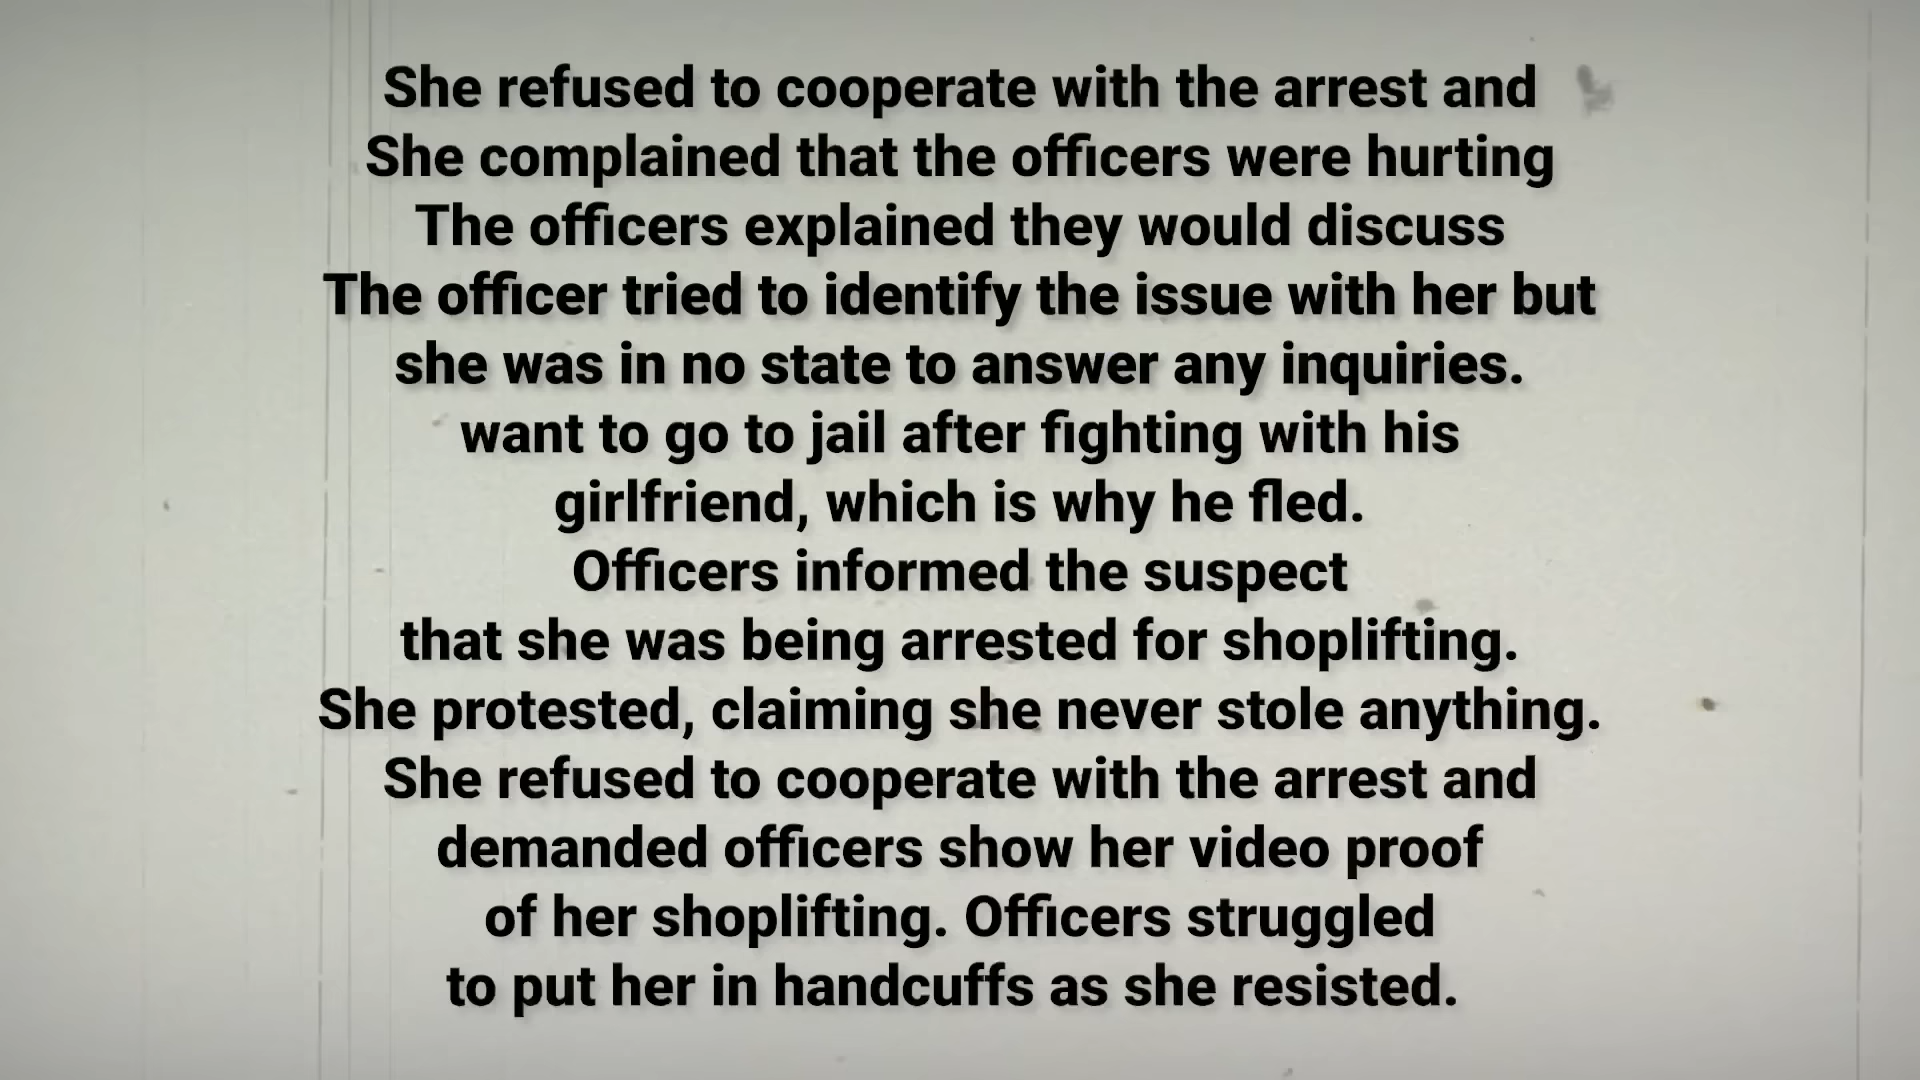 She refused to cooperate with the arrest and
She complained that the officers were hurting
The officers explained they would discuss
The officer tried to identify the issue with her but
she was in no state to answer any inquiries.
want to go to jail after fighting with his
girlfriend, which is why he fled.
Officers informed the suspect
that she was being arrested for shoplifting.
She protested, claiming she never stole anything.
She refused to cooperate with the arrest and
demanded officers show her video proof
of her shoplifting. Officers struggled
to put her in handcuffs as she resisted.